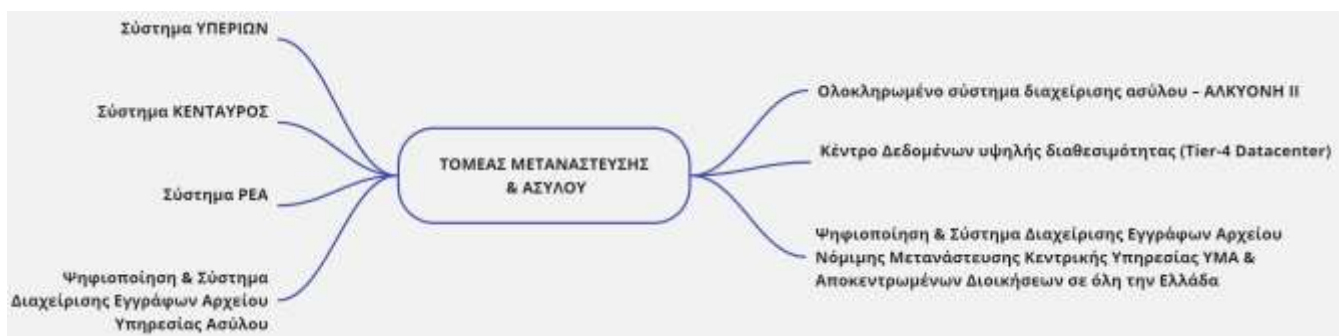 Σύστημα ΥΠΕΡΙΩΝ
Σύστημα ΚΕΝΤΑΥΡΟΣ
Σύστημα ΡΕΑ
Ψηφιοποίηση & Σύστημα
Διαχείρισης Εγγράφων Αρχείου
Υπηρεσίας Ασύλου
ΤΟΜΕΑΣ ΜΕΤΑΝΑΣΤΕΥΣΗΣ
& ΑΣΥΛΟΥ
Ολοκληρωμένο σύστημα διαχείρισης ασύλου – ΑΛΚΥΟΝΗ ΙΙ
Κέντρο Δεδομένων υψηλής διαθεσιμότητας (Tier-4 Datacenter)
Ψηφιοποίηση & Σύστημα Διαχείρισης Εγγράφων Αρχείου
Νόμιμης Μετανάστευσης Κεντρικής Υπηρεσίας ΥΜΑ &
Αποκεντρωμένων Διοικήσεων σε όλη την Ελλάδα